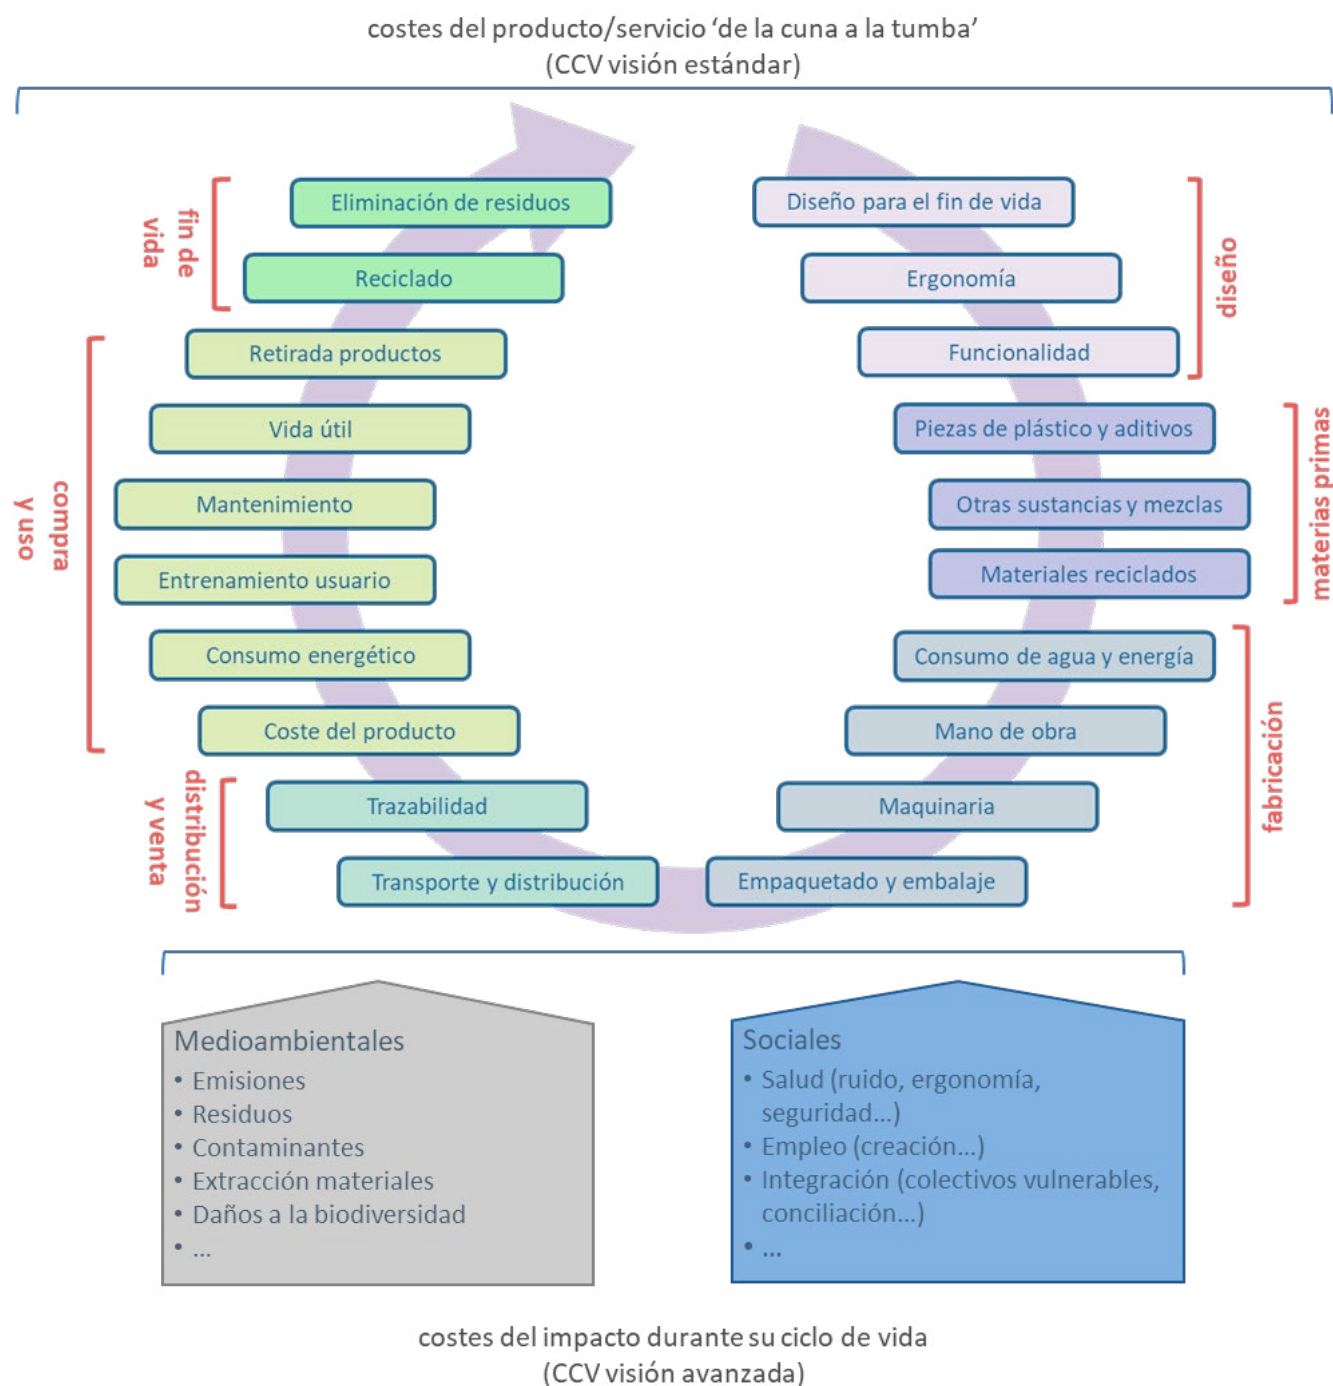 costes del producto/servicio ‘de la cuna a la tumba’
(CCV visión estándar)
diseño
Diseño para el fin de vida
Ergonomía
Funcionalidad
materias primas
Piezas de plástico y aditivos
Otras sustancias y mezclas
Materiales reciclados
fabricación
Consumo de agua y energía
Mano de obra
Maquinaria
Empaquetado y embalaje
distribución
y venta
Transporte y distribución
Trazabilidad
compra
y uso
Coste del producto
Consumo energético
Entrenamiento usuario
Mantenimiento
Vida útil
Retirada productos
fin de
vida
Reciclado
Eliminación de residuos
Medioambientales
• Emisiones
• Residuos
• Contaminantes
• Extracción materiales
• Daños a la biodiversidad
• ...
Sociales
• Salud (ruido, ergonomía,
seguridad...)
• Empleo (creación...)
• Integración (colectivos vulnerables,
conciliación...)
• ...
costes del impacto durante su ciclo de vida
(CCV visión avanzada)